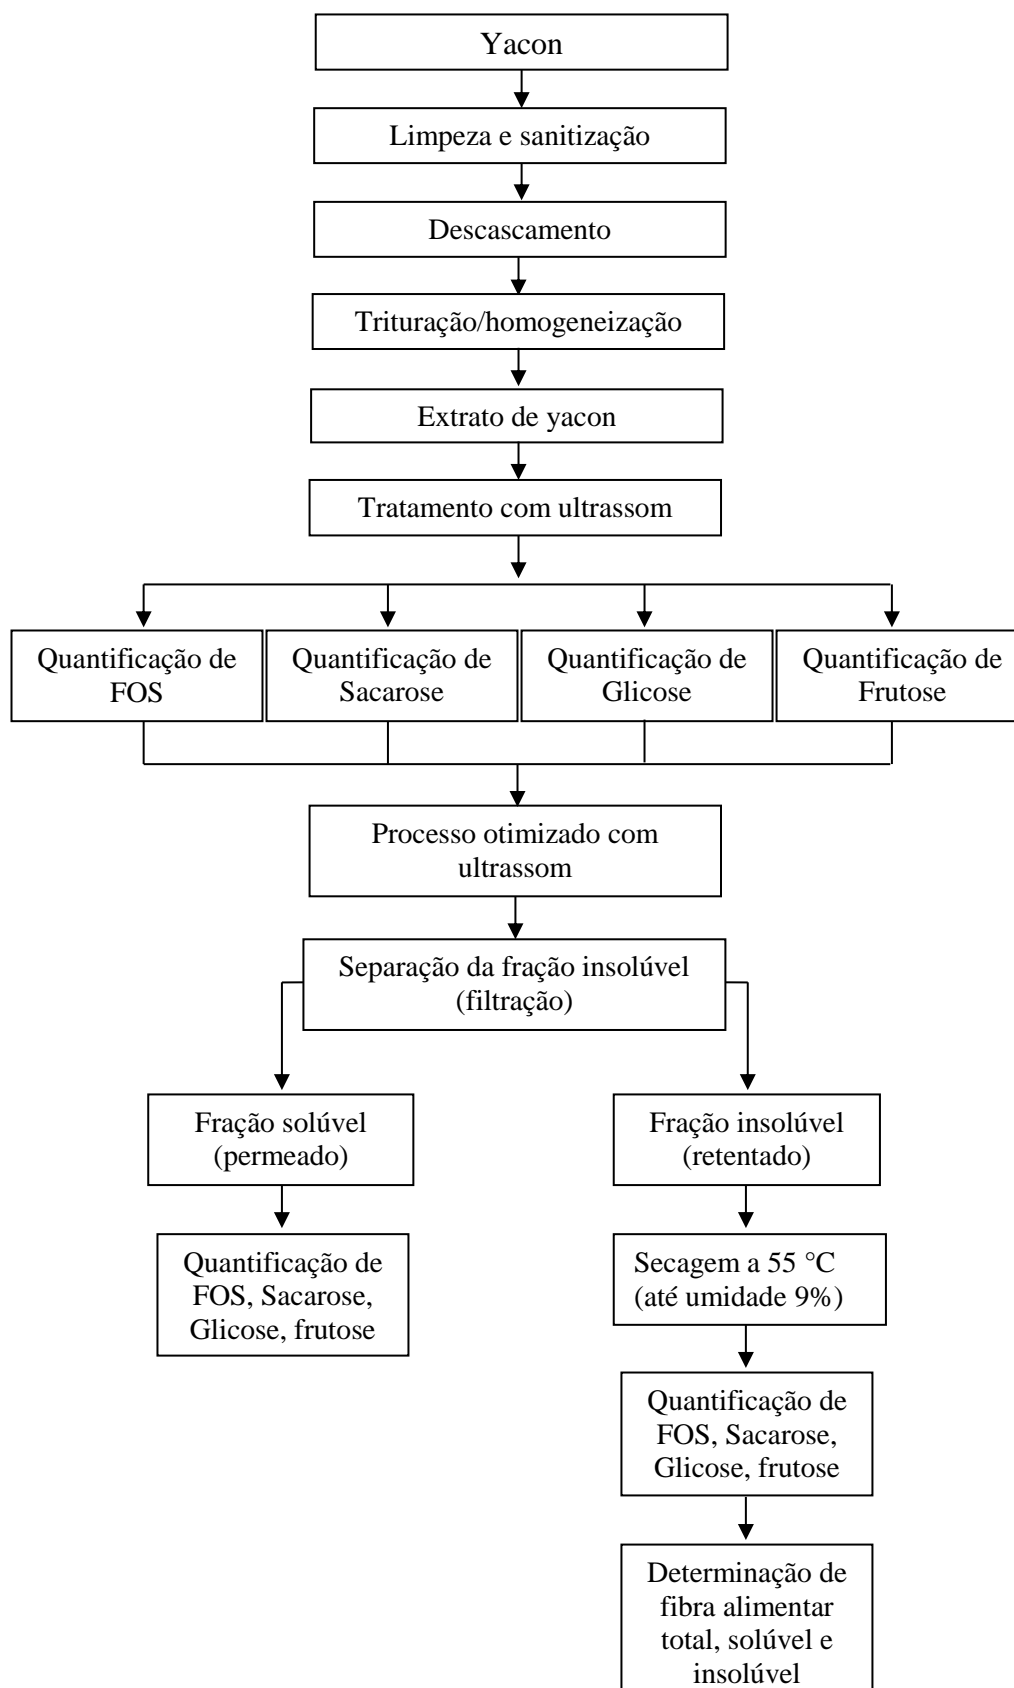 Yacon
Limpeza e sanitização
Descascamento
Trituração/homogeneização
Extrato de yacon
Tratamento com ultrassom
Quantificação de
FOS
Quantificação de
Sacarose
Quantificação de
Glicose
Quantificação de
Frutose
Processo otimizado com
ultrassom
Separação da fração insolúvel
(filtração)
Fração solúvel
(permeado)
Fração insolúvel
(retentado)
Quantificação de
FOS, Sacarose,
Glicose, frutose
Secagem a 55 °C
(até umidade 9%)
Quantificação de
FOS, Sacarose,
Glicose, frutose
Determinação de
fibra alimentar
total, solúvel e
insolúvel